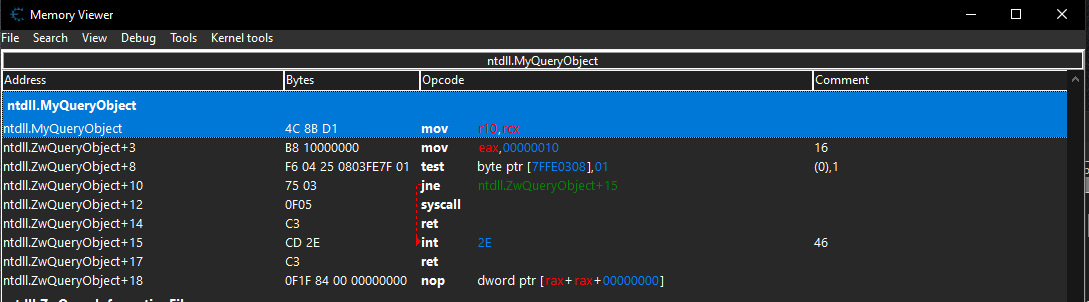 Memory Viewer
File Search View Debug Tools Kernel tools
ntdll.MyQueryObject
Address Bytes Opcode Comment
ntdll.MyQueryObject
ntdll.MyQueryObject 4C 8B D1 mov r10,rcx
ntdll.ZwQueryObject+3 B8 10000000 mov eax,00000010 16
ntdll.ZwQueryObject+8 F6 04 25 0803FE7F 01 test byte ptr [7FFE0308],01 (0),1
ntdll.ZwQueryObject+10 75 03 jne ntdll.ZwQueryObject+15
ntdll.ZwQueryObject+12 0F05 syscall
ntdll.ZwQueryObject+14 C3 ret
ntdll.ZwQueryObject+15 CD 2E int 2E 46
ntdll.ZwQueryObject+17 C3 ret
ntdll.ZwQueryObject+18 0F1F 84 00 00000000 nop dword ptr [rax+rax+00000000]